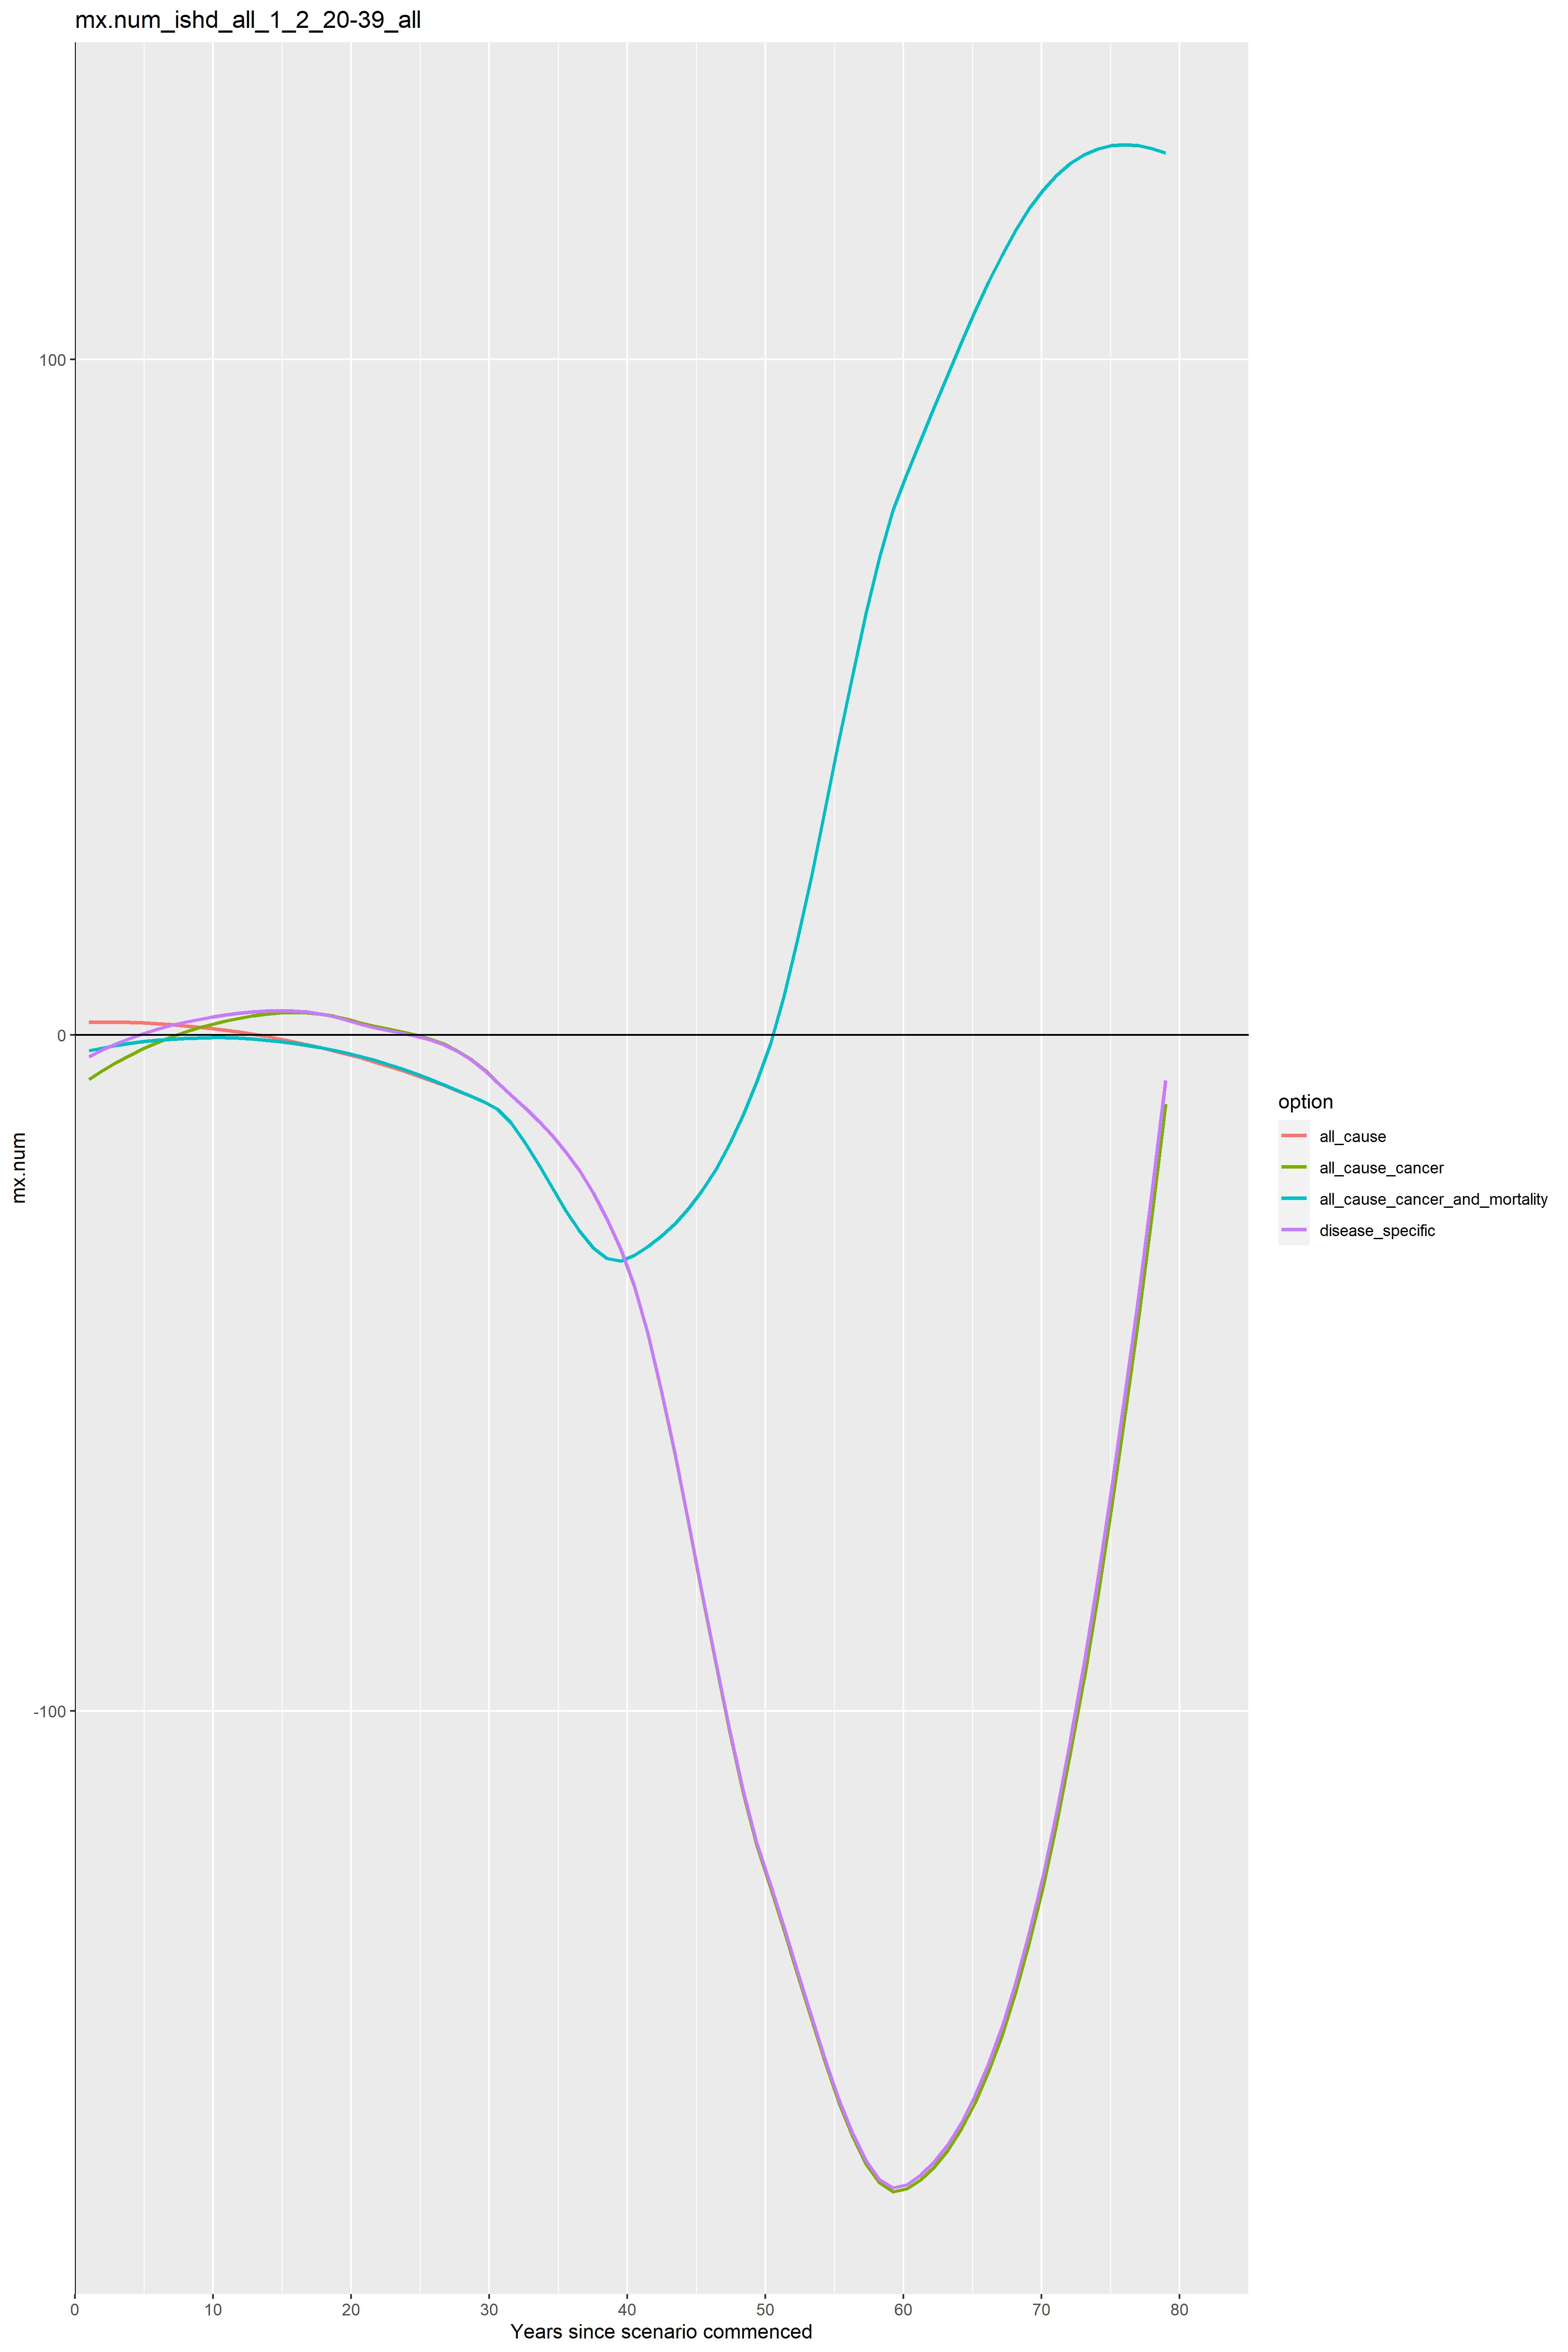 mx.num_ishd_all_1_2_20-39_all
100
0
-100
mx.num
0 10 20 30 40 50 60 70 80
Years since scenario commenced
option
all_cause
all_cause_cancer
all_cause_cancer_and_mortality
disease_specific